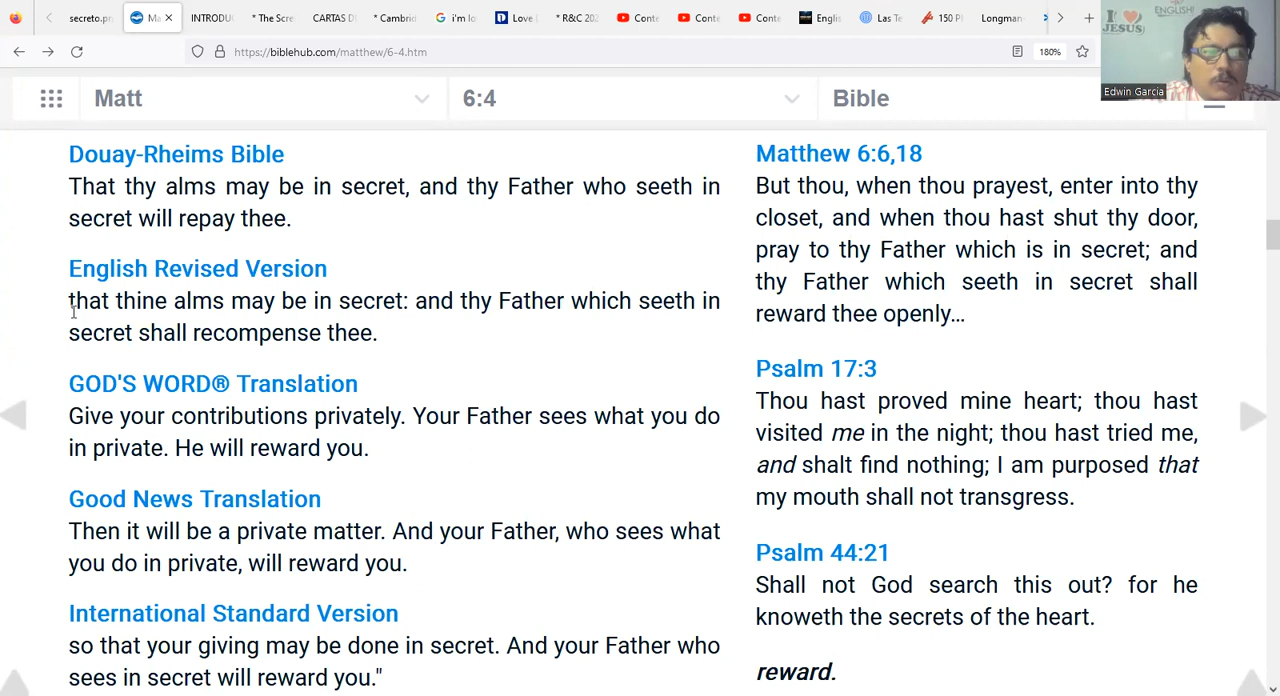 secreto.pr
Ma
INTRODU
* The Scre
CARTAS D
* Cambrid
i'm lo
Love
* R&C 202
Conte
Conte
Conte
Englis
Las Te
150 P
Longman
https://biblehub.com/matthew/6-4.htm
180%
I
JESUS
ENGLISH!
Edwin Garcia
Matt
6:4
Bible
Douay-Rheims Bible
That thy alms may be in secret, and thy Father who seeth in
secret will repay thee.
English Revised Version
that thine alms may be in secret: and thy Father which seeth in
secret shall recompense thee.
GOD'S WORD® Translation
Give your contributions privately. Your Father sees what you do
in private. He will reward you.
Good News Translation
Then it will be a private matter. And your Father, who sees what
you do in private, will reward you.
International Standard Version
so that your giving may be done in secret. And your Father who
sees in secret will reward you."
Matthew 6:6,18
But thou, when thou prayest, enter into thy
closet, and when thou hast shut thy door,
pray to thy Father which is in secret; and
thy Father which seeth in secret shall
reward thee openly…
Psalm 17:3
Thou hast proved mine heart; thou hast
visited me in the night; thou hast tried me,
and shalt find nothing; I am purposed that
my mouth shall not transgress.
Psalm 44:21
Shall not God search this out? for he
knoweth the secrets of the heart.
reward.